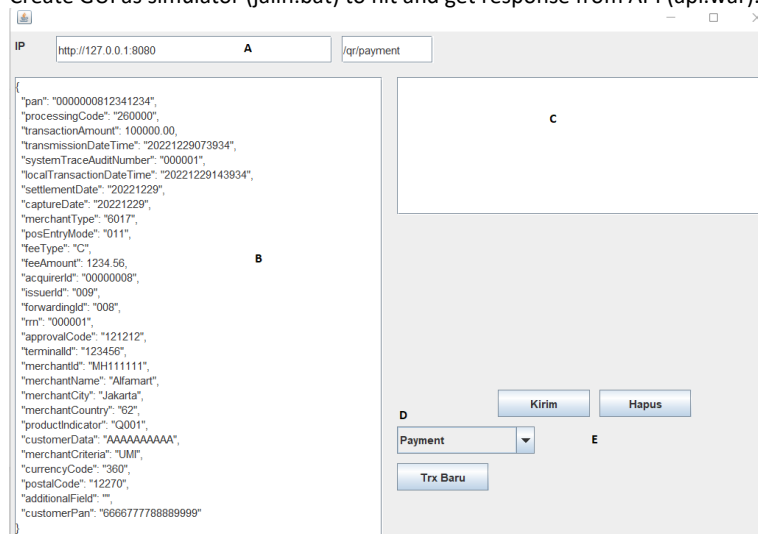 Create GUI as simulator (jalin.bat) to hit and get response from API (api.war).
IP
http://127.0.0.1:8080
A
/qr/payment
{
"pan": "0000000812341234",
"processingCode": "260000",
"transactionAmount": 100000.00,
"transmissionDateTime": "20221229073934",
"systemTraceAuditNumber": "000001",
"localTransactionDateTime": "20221229143934",
"settlementDate": "20221229",
"captureDate": "20221229",
"merchantType": "6017",
"posEntryMode": "011",
"feeType": "C",
"feeAmount": 1234.56,
"acquirerId": "00000008",
"issuerId": "009",
"forwardingId": "008",
"rrn": "000001",
"approvalCode": "121212",
"terminalId": "123456",
"merchantId": "MH111111",
"merchantName": "Alfamart",
"merchantCity": "Jakarta",
"merchantCountry": "62",
"productIndicator": "Q001",
"customerData": "AAAAAAAAAA",
"merchantCriteria": "UMI",
"currencyCode": "360",
"postalCode": "12270",
"additionalField": "",
"customerPan": "6666777788889999"
}
B
C
Kirim
Hapus
D
Payment
E
Trx Baru